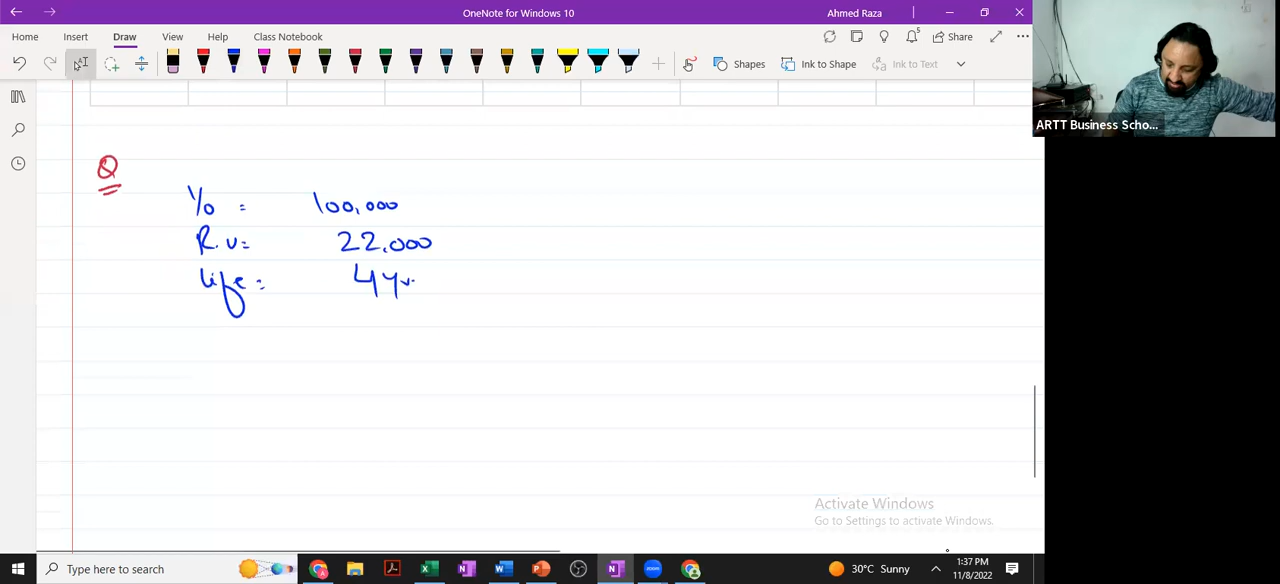 OneNote for Windows 10
Ahmed Raza
Home Insert Draw View Help Class Notebook
Share
Shapes Ink to Shape Ink to Text
ARTT Business Scho...
Q
I/O = 100,000
R.V = 22,000
life = 4 yr
Activate Windows
Go to Settings to activate Windows.
Type here to search
30°C Sunny
1:37 PM
11/8/2022